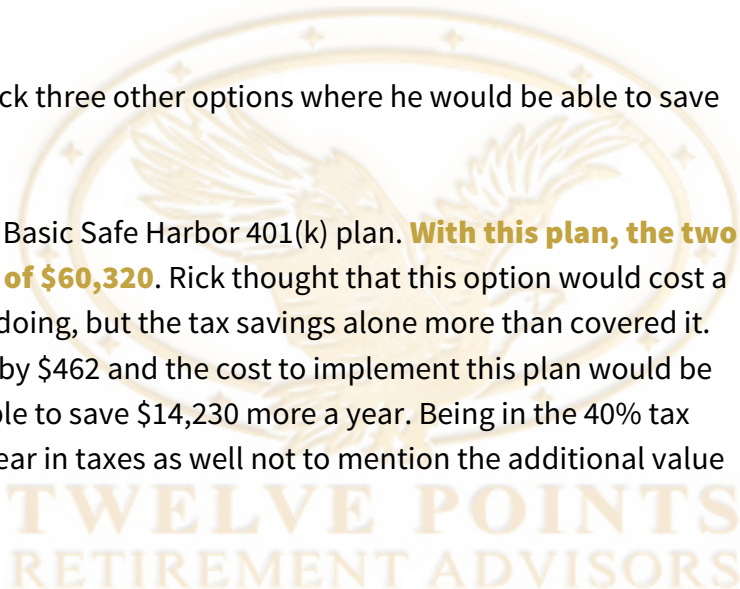 ck three other options where he would be able to save
Basic Safe Harbor 401(k) plan. With this plan, the two
of $60,320. Rick thought that this option would cost a
doing, but the tax savings alone more than covered it.
by $462 and the cost to implement this plan would be
ble to save $14,230 more a year. Being in the 40% tax
ear in taxes as well not to mention the additional value
TWELVE POINTS
RETIREMENT ADVISORS